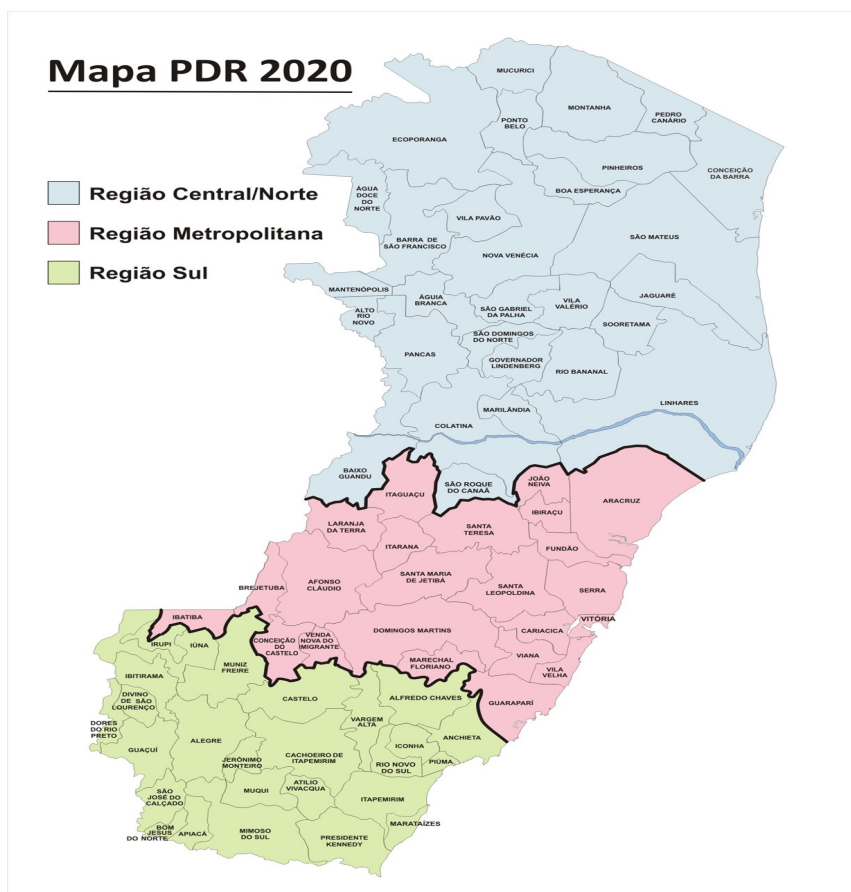 Mapa PDR 2020
Região Central/Norte
Região Metropolitana
Região Sul
MUCURICI
MONTANHA
PEDRO
CANÁRIO
PONTO
BELO
ECOPORANGA
PINHEIROS
CONCEIÇÃO
DA BARRA
BOA ESPERANÇA
ÁGUA
DOCE
DO
NORTE
VILA PAVÃO
SÃO MATEUS
BARRA DE
SÃO FRANCISCO
NOVA VENÉCIA
MANTENÓPOLIS
ÁGUIA
BRANCA
JAGUARÉ
VILA
VALÉRIO
SÃO GABRIEL
DA PALHA
ALTO
RIO
NOVO
SOORETAMA
SÃO DOMINGOS
DO NORTE
PANCAS
GOVERNADOR
LINDENBERG
RIO BANANAL
LINHARES
MARILÂNDIA
COLATINA
BAIXO
GUANDU
SÃO ROQUE
DO CANAÃ
JOÃO
NEIVA
ITAGUAÇU
ARACRUZ
IBIRAÇU
LARANJA
DA TERRA
SANTA
TERESA
ITARANA
FUNDÃO
SANTA MARIA
DE JETIBÁ
AFONSO
CLÁUDIO
BREJETUBA
SANTA
LEOPOLDINA
SERRA
IBATIBA
VITÓRIA
DOMINGOS MARTINS
CARIACICA
CONCEIÇÃO
DO
CASTELO
VENDA
NOVA DO
IMIGRANTE
IRUPI
IÚNA
VIANA
MARECHAL
FLORIANO
MUNIZ
FREIRE
VILA
VELHA
IBITIRAMA
CASTELO
ALFREDO CHAVES
GUARAPARÍ
DIVINO
DE SÃO
LOURENÇO
DORES
DO RIO
PRETO
VARGEM
ALTA
ANCHIETA
ALEGRE
ICONHA
GUAÇUÍ
CACHOEIRO DE
ITAPEMIRIM
JERÔNIMO
MONTEIRO
RIO NOVO
DO SUL
PIÚMA
SÃO
JOSÉ DO
CALÇADO
MUQUI
ATILIO
VIVACQUA
ITAPEMIRIM
MARATAÍZES
BOM
JESUS
DO NORTE
APIACÁ
MIMOSO
DO SUL
PRESIDENTE
KENNEDY